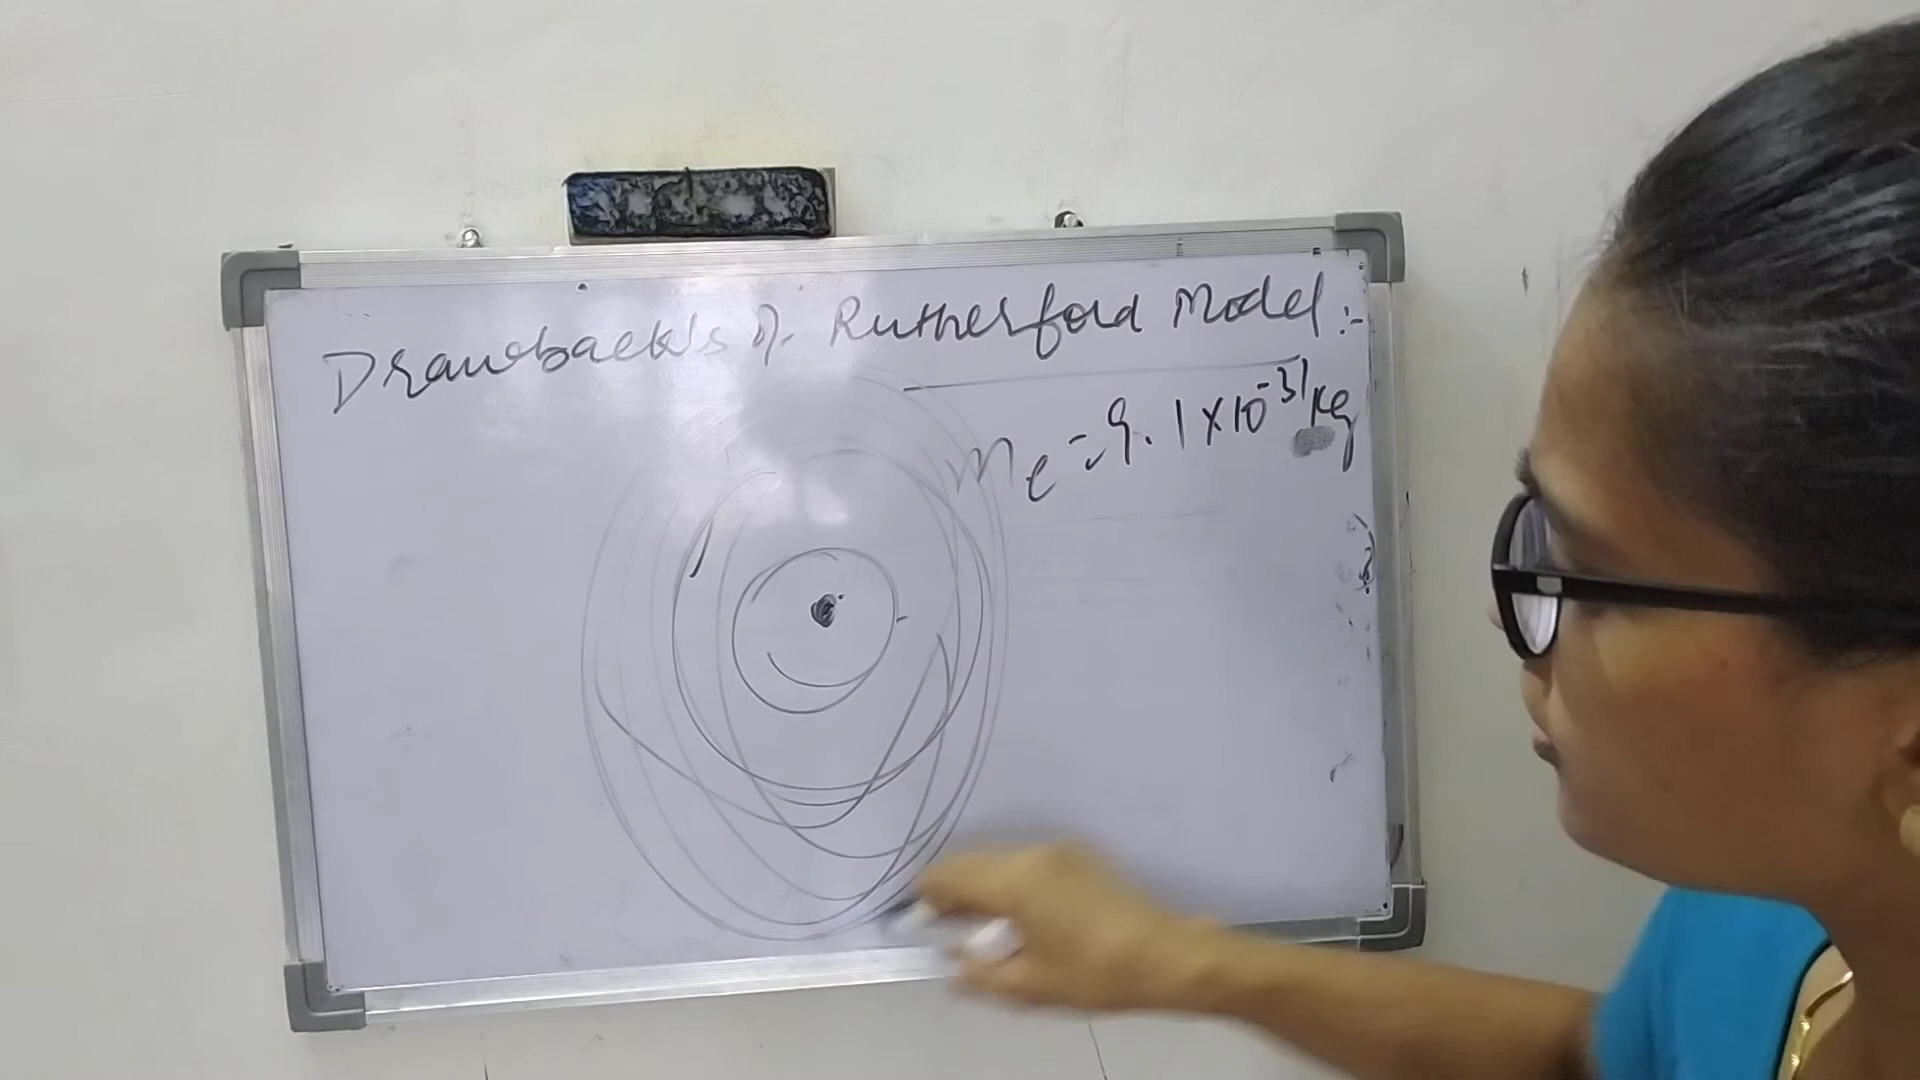 Drawbacks of Rutherford Model:-
me = 9.1×10⁻³¹ kg